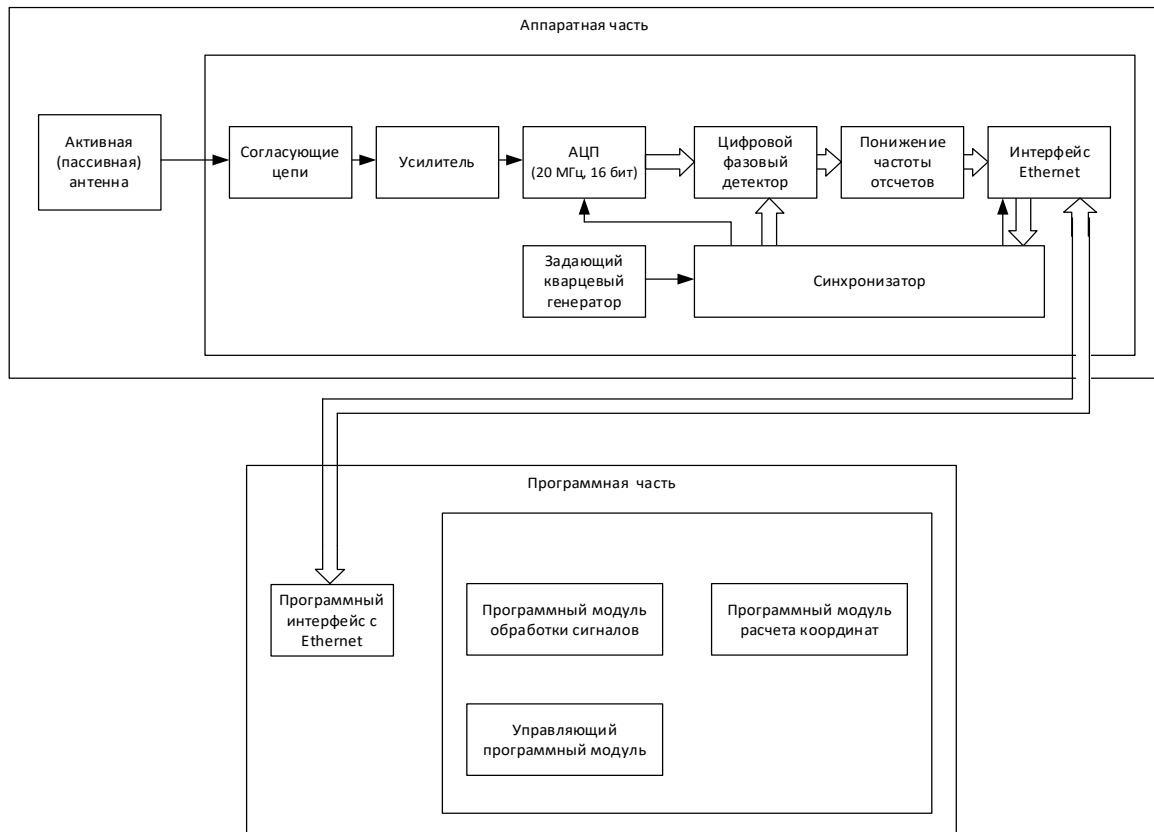 Аппаратная часть
Активная
(пассивная)
антенна
Согласующие
цепи
Усилитель
АЦП
(20 МГц, 16 бит)
Цифровой
фазовый
детектор
Понижение
частоты
отсчетов
Интерфейс
Ethernet
Задающий
кварцевый
генератор
Синхронизатор
Программная часть
Программный
интерфейс с
Ethernet
Программный модуль
обработки сигналов
Программный модуль
расчета координат
Управляющий
программный модуль